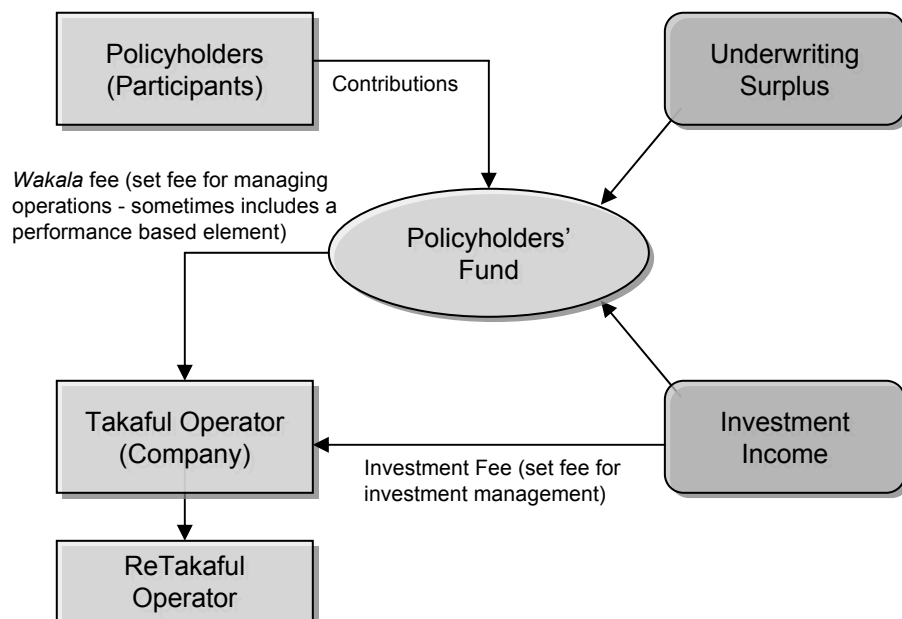 Policyholders
(Participants)
Contributions
Underwriting
Surplus
Wakala fee (set fee for managing
operations - sometimes includes a
performance based element)
Policyholders’
Fund
Takaful Operator
(Company)
Investment Fee (set fee for
investment management)
Investment
Income
ReTakaful
Operator